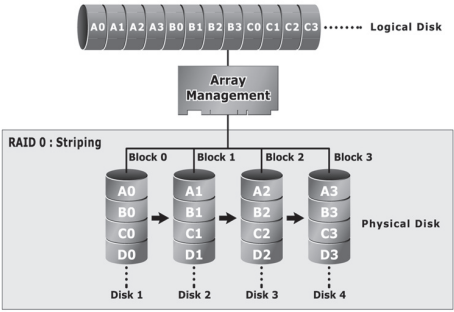 A0 A1 A2 A3 B0 B1 B2 B3 C0 C1 C2 C3 Logical Disk
Array
Management
RAID 0 : Striping
Block 0 Block 1 Block 2 Block 3
A0 A1 A2 A3
B0 B1 B2 B3
C0 C1 C2 C3
Physical Disk
D0 D1 D2 D3
Disk 1 Disk 2 Disk 3 Disk 4